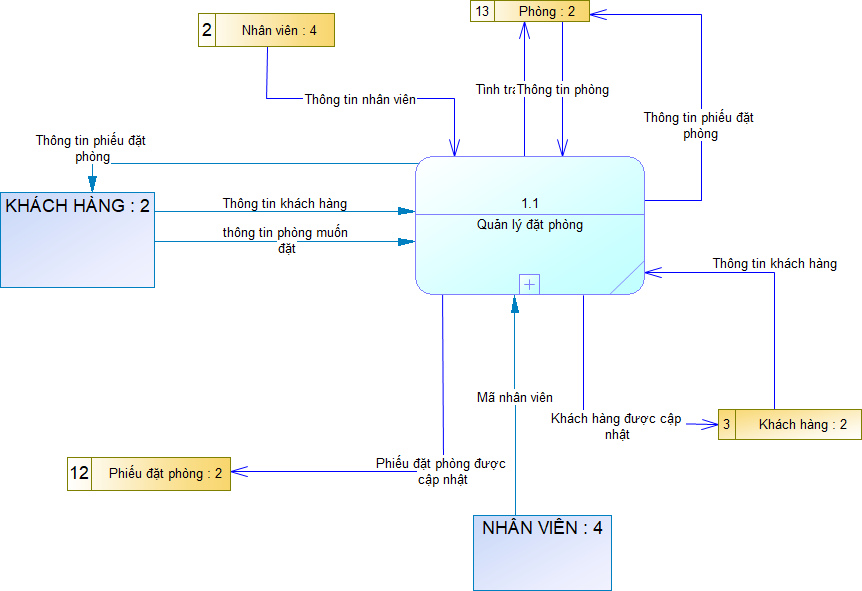 13 Phòng : 2
2 Nhân viên : 4
Tình trạ Thông tin phòng
Thông tin nhân viên
Thông tin phiếu đặt
phòng
Thông tin phiếu đặt
phòng
KHÁCH HÀNG : 2
Thông tin khách hàng
1.1
Quản lý đặt phòng
thông tin phòng muốn
đặt
Thông tin khách hàng
Mã nhân viên
Khách hàng được cập
nhật
3 Khách hàng : 2
Phiếu đặt phòng được
cập nhật
12 Phiếu đặt phòng : 2
NHÂN VIÊN : 4